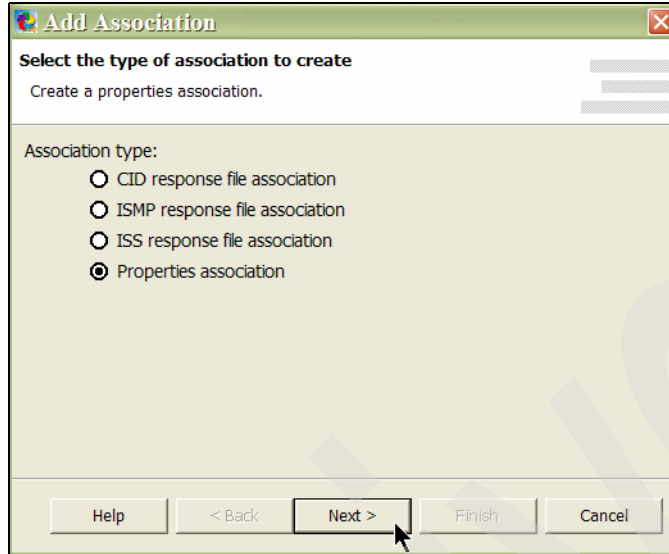 Add Association
Select the type of association to create
Create a properties association.
Association type:
CID response file association
ISMP response file association
ISS response file association
Properties association
Help
< Back
Next >
Finish
Cancel